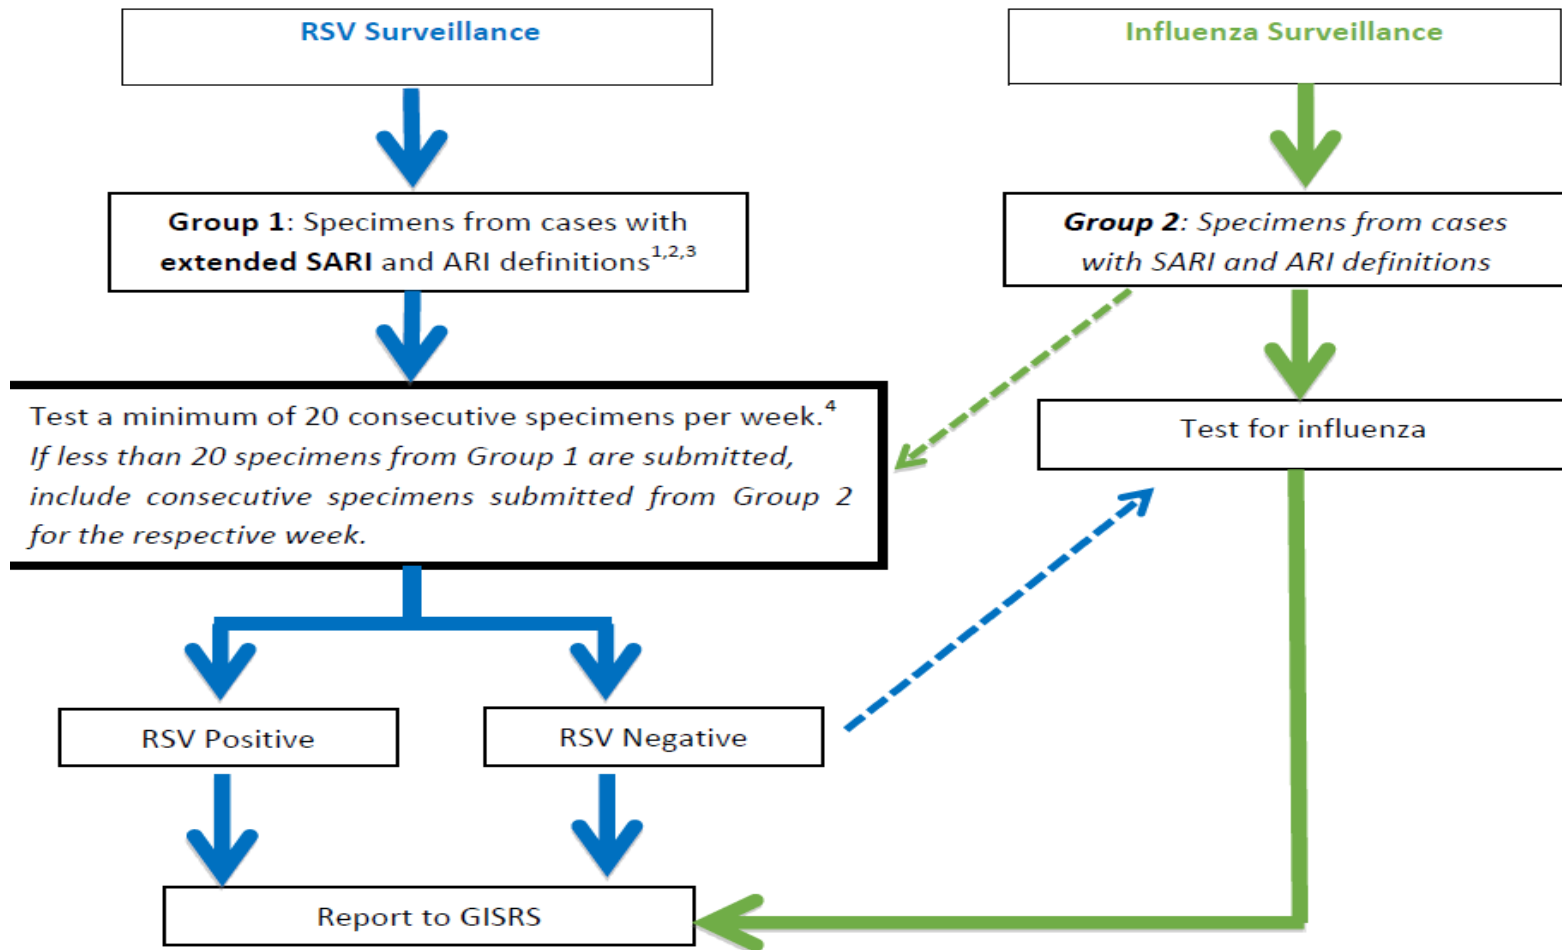 RSV Surveillance
Influenza Surveillance
Group 1: Specimens from cases with
extended SARI and ARI definitions1,2,3
Group 2: Specimens from cases
with SARI and ARI definitions
Test a minimum of 20 consecutive specimens per week.4
If less than 20 specimens from Group 1 are submitted,
include consecutive specimens submitted from Group 2
for the respective week.
Test for influenza
RSV Positive
RSV Negative
Report to GISRS